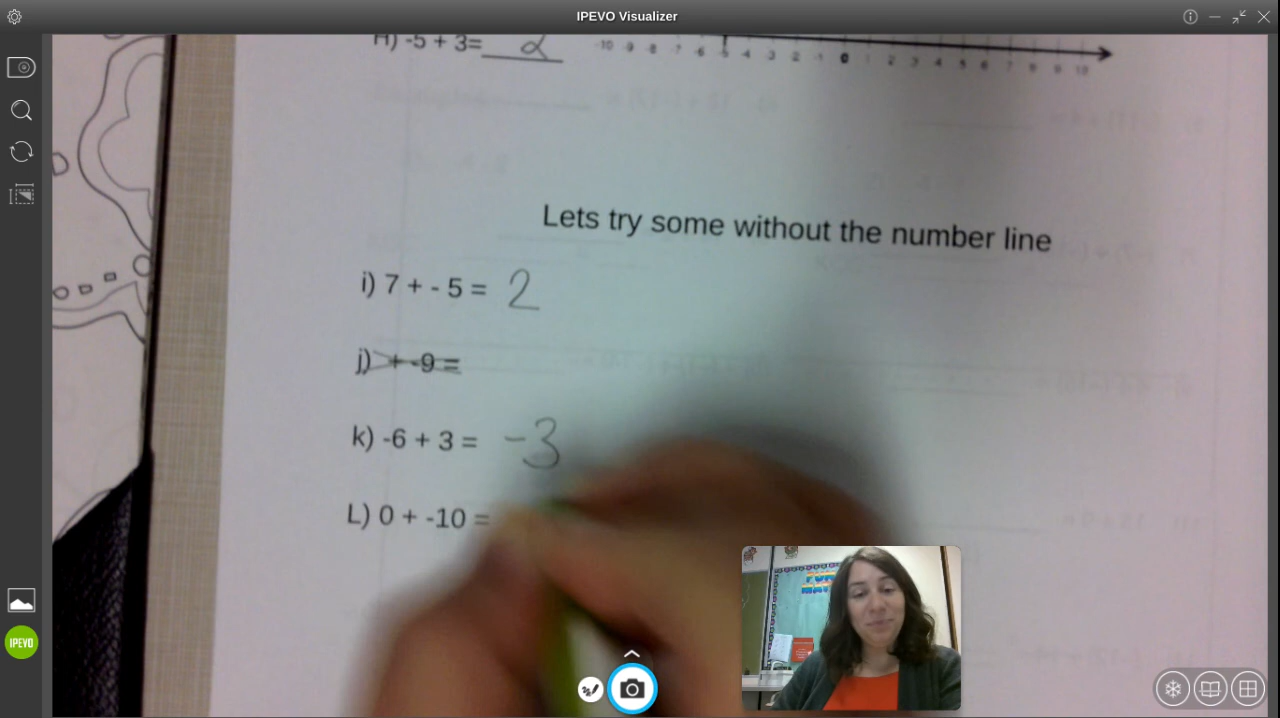 IPEVO Visualizer
H) -5 + 3= 2
-10 -9 -8 -7 -6 -5 -4 -3 -2 -1 0 1 2 3 4 5 6 7 8 9 10
Lets try some without the number line
i) 7 + - 5 = 2
j) + -9 =
k) -6 + 3 = -3
L) 0 + -10 =
IPEVO
FUN